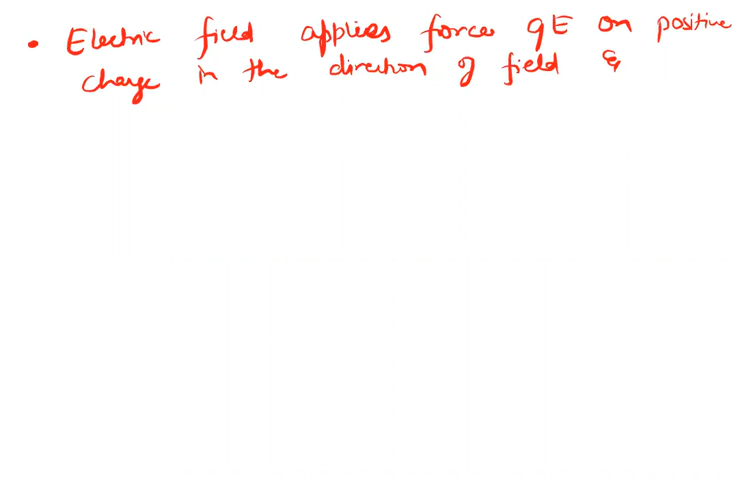 • Electric field applies force qE on positive
charge in the direction of field &